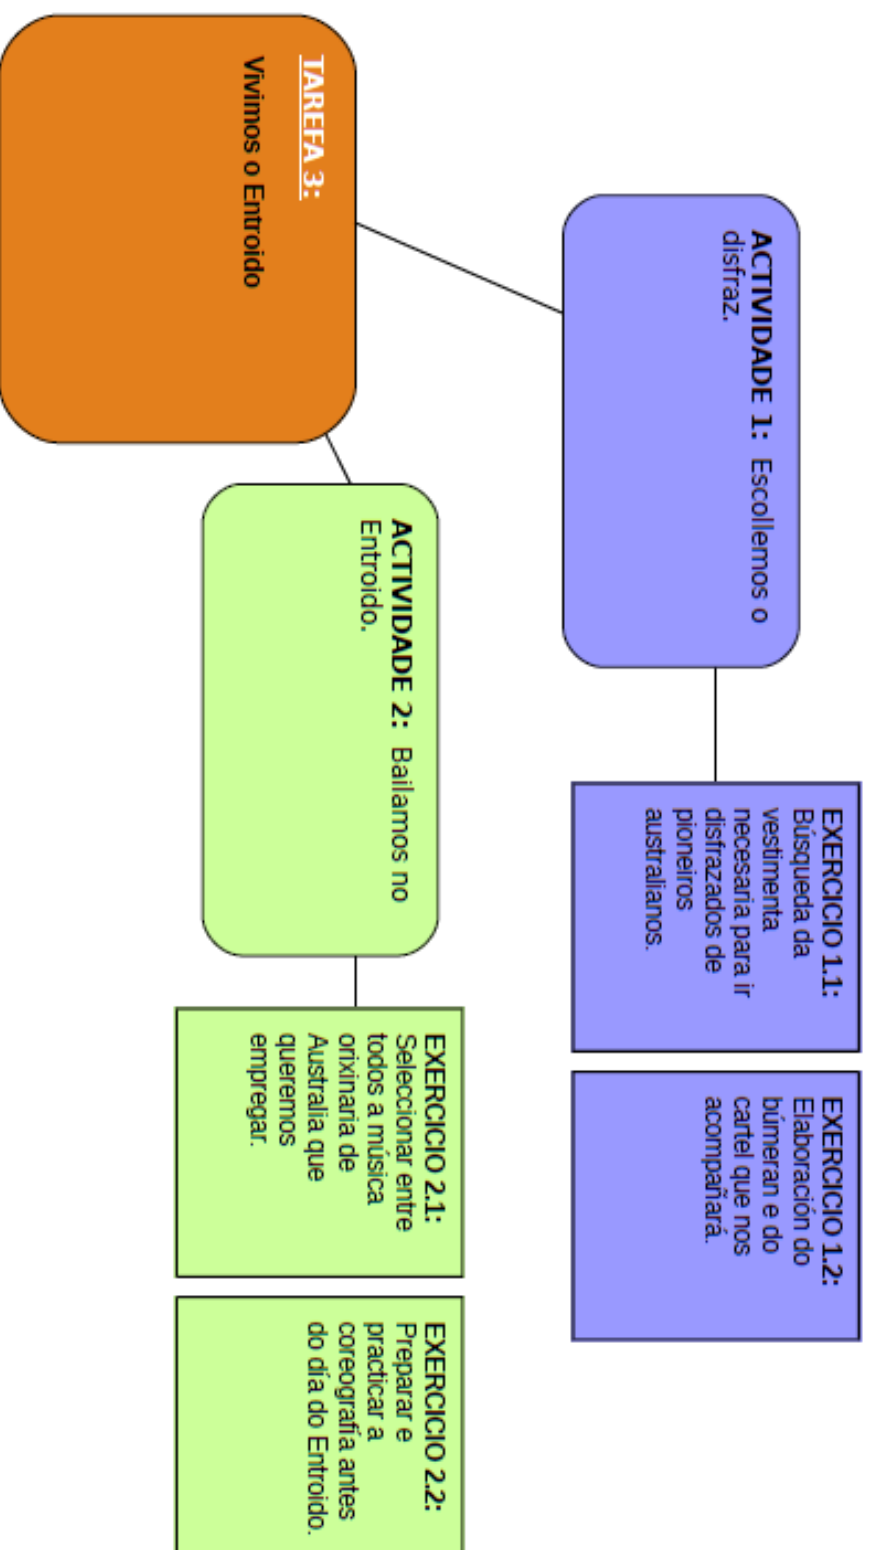 TAREFA 3:
Vivimos o Entroido
ACTIVIDADE 1: Escollemos o
disfraz.
EXERCICIO 1.1:
Búsqueda da
vestimenta
necesaria para ir
disfrazados de
pioneiros
australianos.
EXERCICIO 1.2:
Elaboración do
búmeran e do
cartel que nos
acompañará.
ACTIVIDADE 2: Bailamos no
Entroido.
EXERCICIO 2.1:
Seleccionar entre
todos a música
orixinaria de
Australia que
queremos
empregar.
EXERCICIO 2.2:
Preparar e
practicar a
coreografía antes
do día do Entroido.